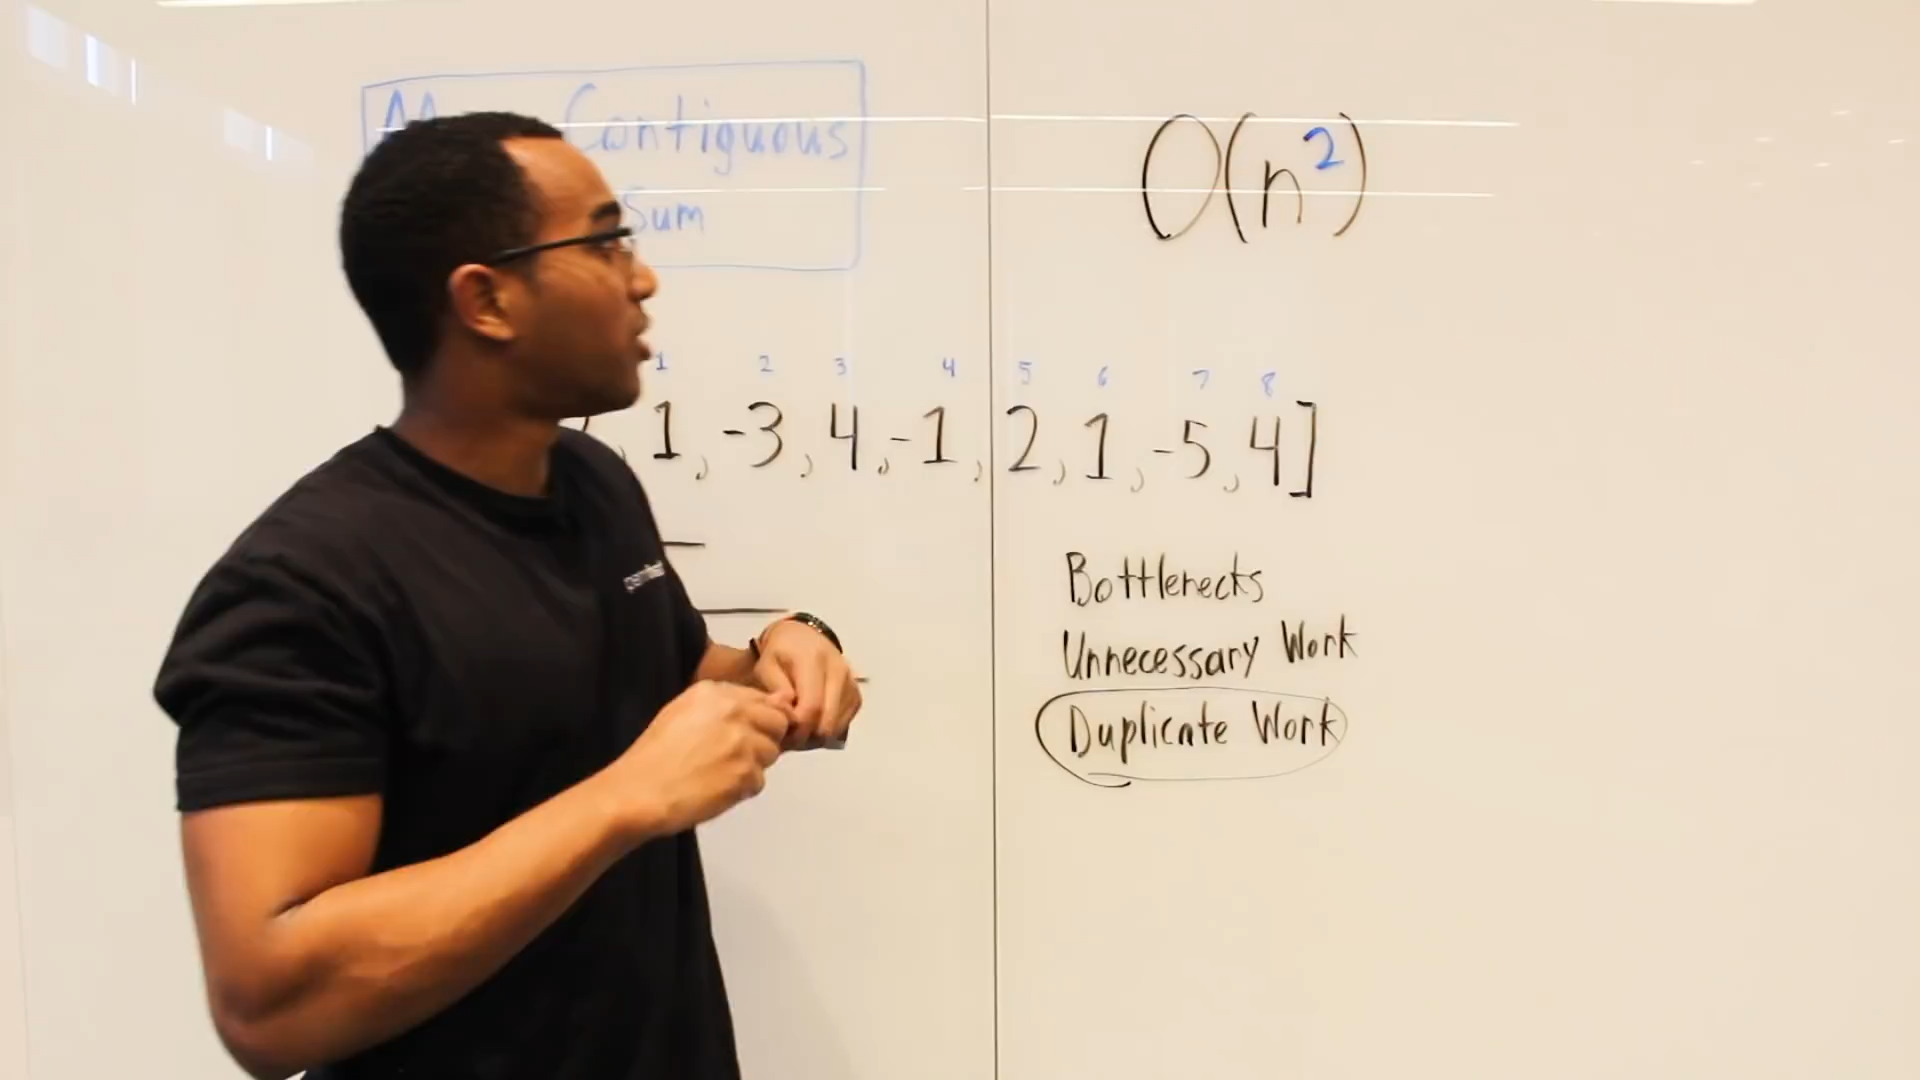 Contiguous
Sum
O(n²)
1 2 3 4 5 6 7 8
, 1, -3, 4, -1, 2, 1, -5, 4]
Bottlenecks
Unnecessary Work
Duplicate Work